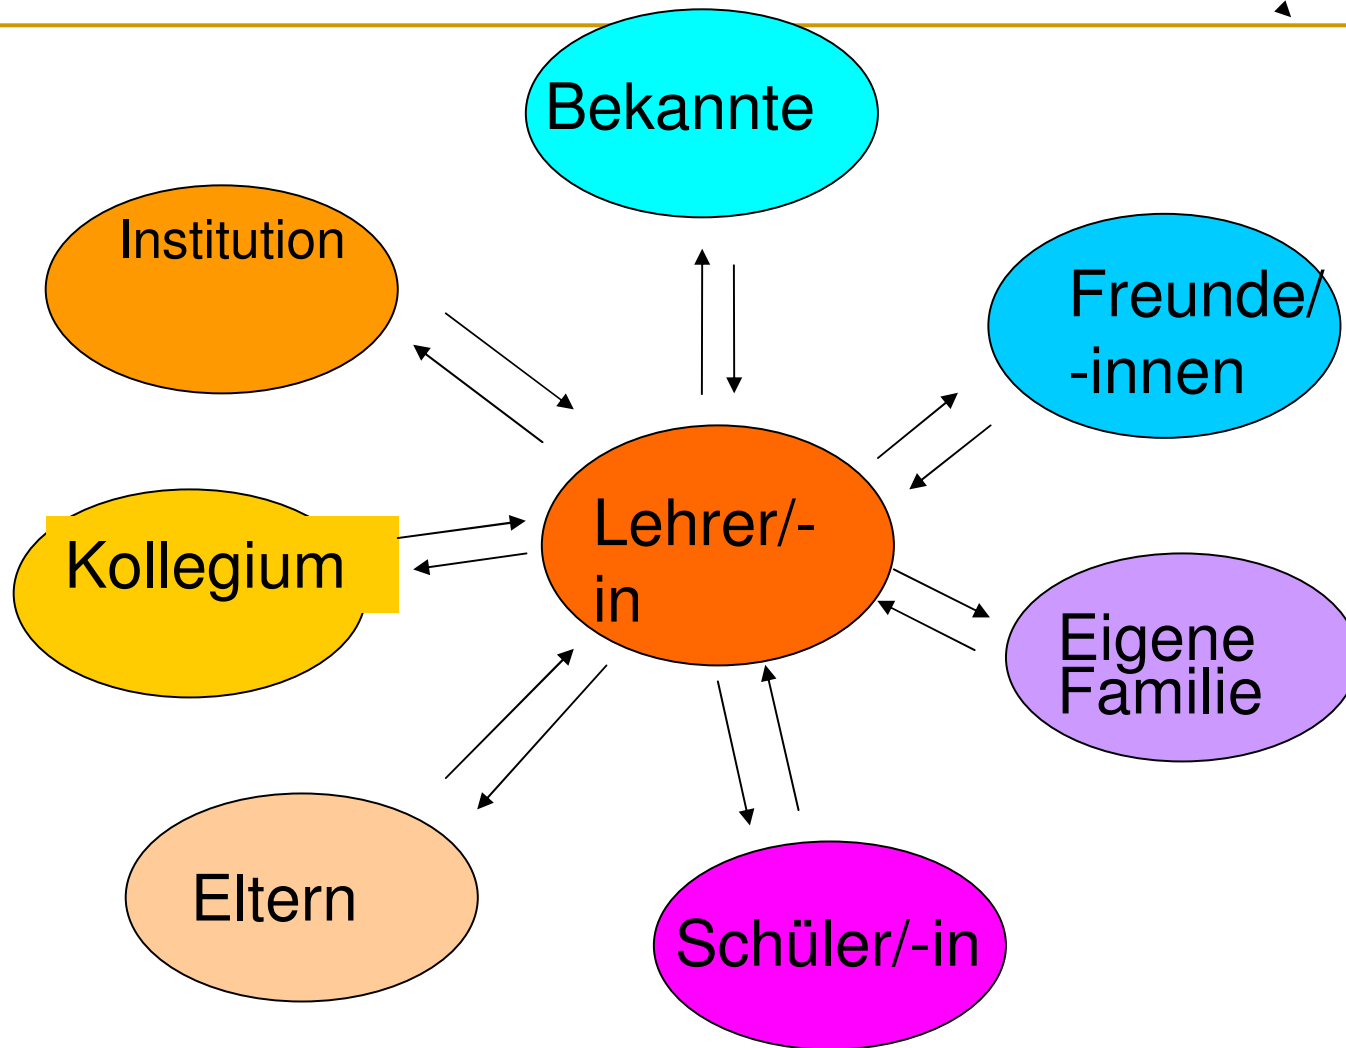 Bekannte
Institution
Freunde/
-innen
Lehrer/-
in
Kollegium
Eigene
Familie
Eltern
Schüler/-in